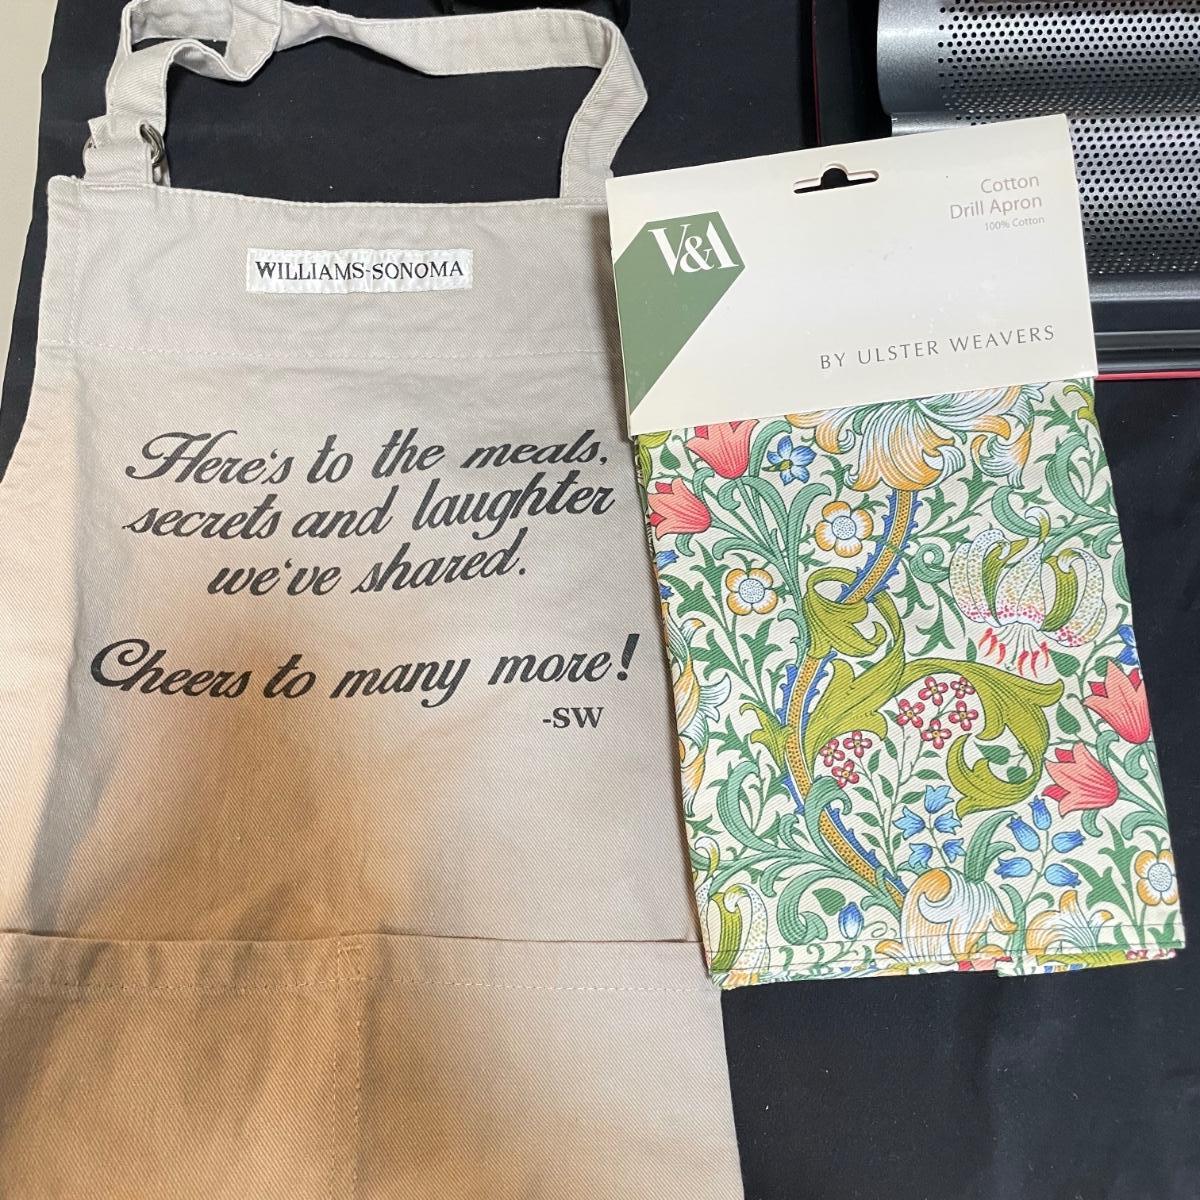 WILLIAMS-SONOMA
Here's to the meals,
secrets and laughter
we've shared.
Cheers to many more!
-SW
V&A
Cotton
Drill Apron
100% Cotton
BY ULSTER WEAVERS